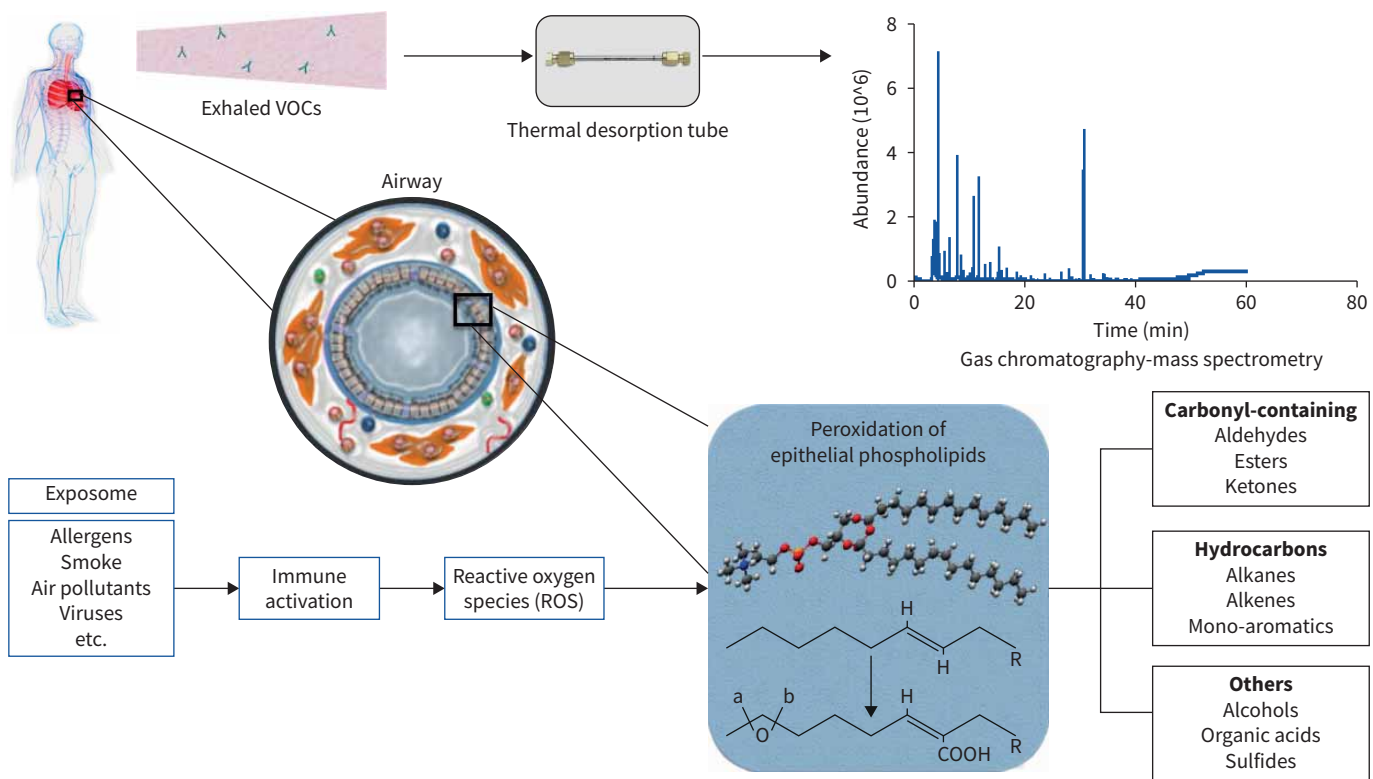 Exhaled VOCs
Thermal desorption tube
8
6
4
2
0
Abundance (10^6)
0
20
40
60
80
Time (min)
Gas chromatography-mass spectrometry
Airway
Exposome
Allergens
Smoke
Air pollutants
Viruses
etc.
Immune
activation
Reactive oxygen
species (ROS)
Peroxidation of
epithelial phospholipids
H
H
R
a
b
O
H
COOH
R
Carbonyl-containing
Aldehydes
Esters
Ketones
Hydrocarbons
Alkanes
Alkenes
Mono-aromatics
Others
Alcohols
Organic acids
Sulfides